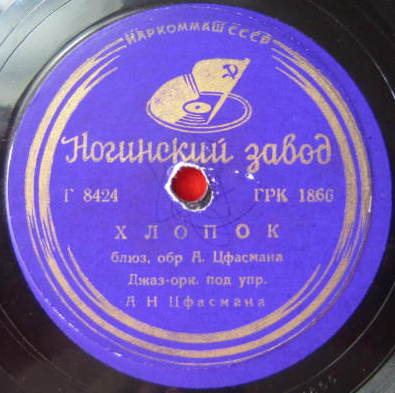 НАРКОММАШ СССР
Ногинский завод
Г 8424 ГРК 1866
ХЛОПОК
блюз, обр А. Цфасмана
Джаз-орк. под упр.
А Н Цфасмана